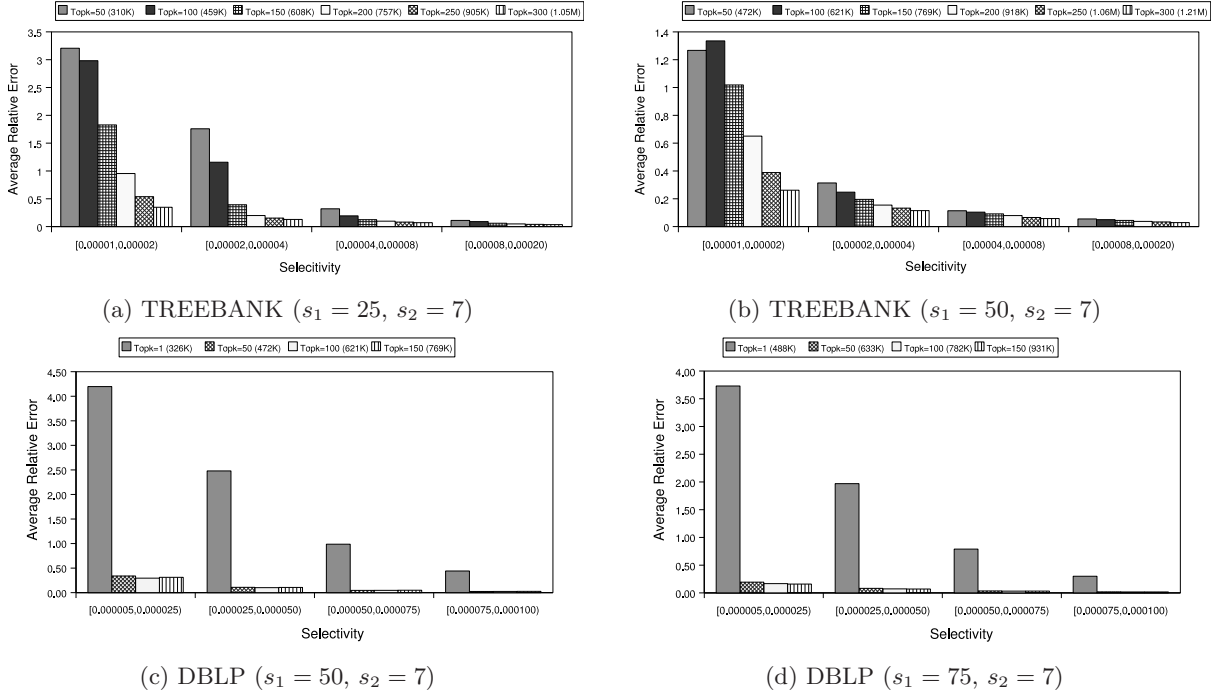 Topk=50 (310K) Topk=100 (459K) Topk=150 (608K) Topk=200 (757K) Topk=250 (905K) Topk=300 (1.05M)
3.5
3
2.5
2
1.5
1
0.5
0
Average Relative Error
[0.00001,0.00002) [0.00002,0.00004) [0.00004,0.00008) [0.00008,0.00020)
Selecitivity
(a) TREEBANK (s₁ = 25, s₂ = 7)
Topk=50 (472K) Topk=100 (621K) Topk=150 (769K) Topk=200 (918K) Topk=250 (1.06M) Topk=300 (1.21M)
1.4
1.2
1
0.8
0.6
0.4
0.2
0
Average Relative Error
[0.00001,0.00002) [0.00002,0.00004) [0.00004,0.00008) [0.00008,0.00020)
Selectivity
(b) TREEBANK (s₁ = 50, s₂ = 7)
Topk=1 (326K) Topk=50 (472K) Topk=100 (621K) Topk=150 (769K)
4.50
4.00
3.50
3.00
2.50
2.00
1.50
1.00
0.50
0.00
Average Relative Error
[0.000005,0.000025) [0.000025,0.000050) [0.000050,0.000075) [0.000075,0.000100)
Selectivity
(c) DBLP (s₁ = 50, s₂ = 7)
Topk=1 (488K) Topk=50 (633K) Topk=100 (782K) Topk=150 (931K)
4.00
3.50
3.00
2.50
2.00
1.50
1.00
0.50
0.00
Average Relative Error
[0.000005,0.000025) [0.000025,0.000050) [0.000050,0.000075) [0.000075,0.000100)
Selectivity
(d) DBLP (s₁ = 75, s₂ = 7)